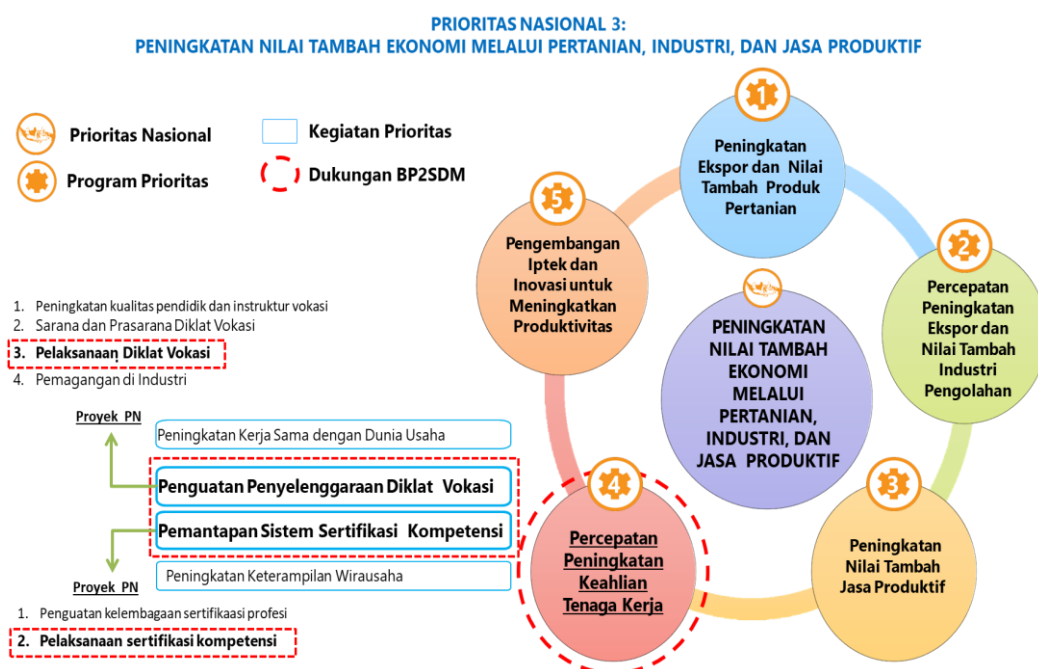 PRIORITAS NASIONAL 3:
PENINGKATAN NILAI TAMBAH EKONOMI MELALUI PERTANIAN, INDUSTRI, DAN JASA PRODUKTIF
Prioritas Nasional
Kegiatan Prioritas
Program Prioritas
Dukungan BP2SDM
1
Peningkatan
Ekspor dan Nilai
Tambah Produk
Pertanian
2
Percepatan
Peningkatan
Ekspor dan
Nilai Tambah
Industri
Pengolahan
3
Peningkatan
Nilai Tambah
Jasa Produktif
4
Percepatan
Peningkatan
Keahlian
Tenaga Kerja
5
Pengembangan
Iptek dan
Inovasi untuk
Meningkatkan
Produktivitas
PENINGKATAN
NILAI TAMBAH
EKONOMI
MELALUI
PERTANIAN,
INDUSTRI, DAN
JASA PRODUKTIF
1. Peningkatan kualitas pendidik dan instruktur vokasi
2. Sarana dan Prasarana Diklat Vokasi
3. Pelaksanaan Diklat Vokasi
4. Pemagangan di Industri
Proyek PN
Peningkatan Kerja Sama dengan Dunia Usaha
Penguatan Penyelenggaraan Diklat Vokasi
Pemantapan Sistem Sertifikasi Kompetensi
Peningkatan Keterampilan Wirausaha
Proyek PN
1. Penguatan kelembagaan sertifikaasi profesi
2. Pelaksanaan sertifikasi kompetensi